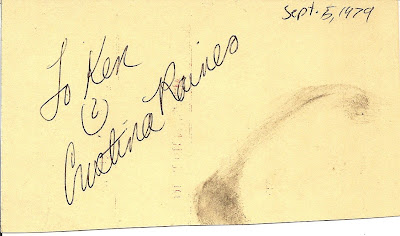 Sept. 5, 1979
To Ken
Cristina Raines